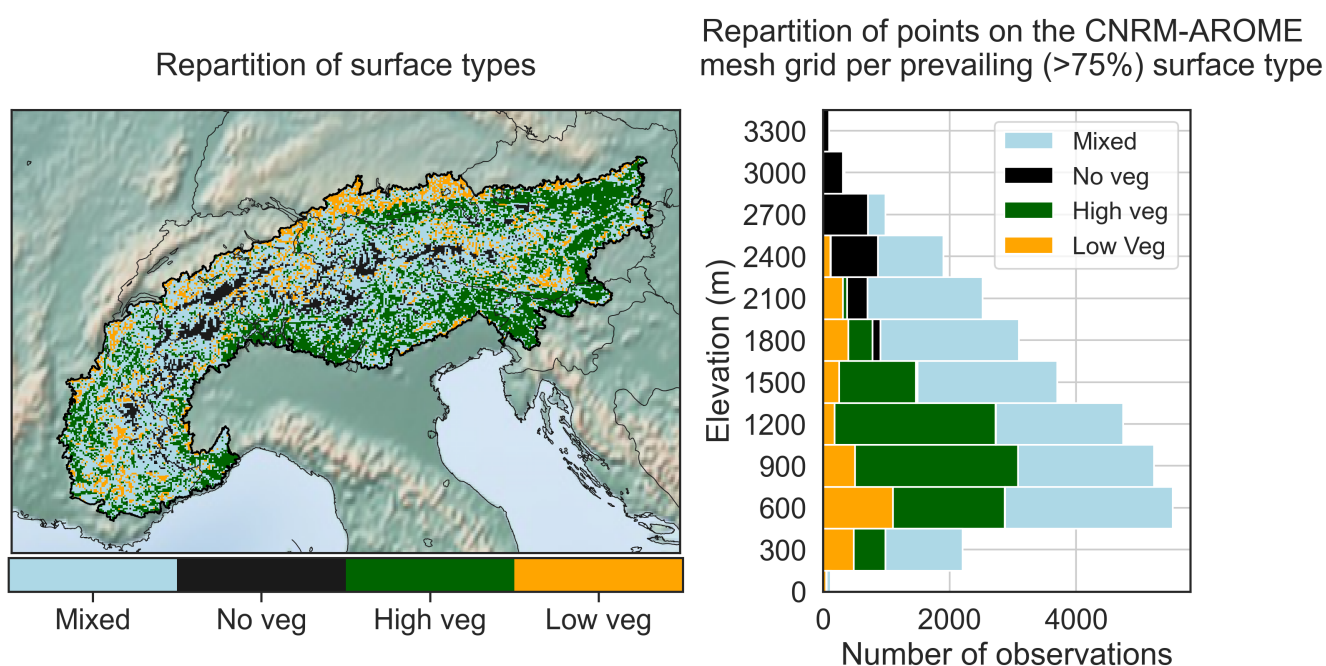 Repartition of surface types
Mixed
No veg
High veg
Low veg
Repartition of points on the CNRM-AROME
mesh grid per prevailing (>75%) surface type
Elevation (m)
3300
3000
2700
2400
2100
1800
1500
1200
900
600
300
0
Mixed
No veg
High veg
Low Veg
0
2000
4000
Number of observations